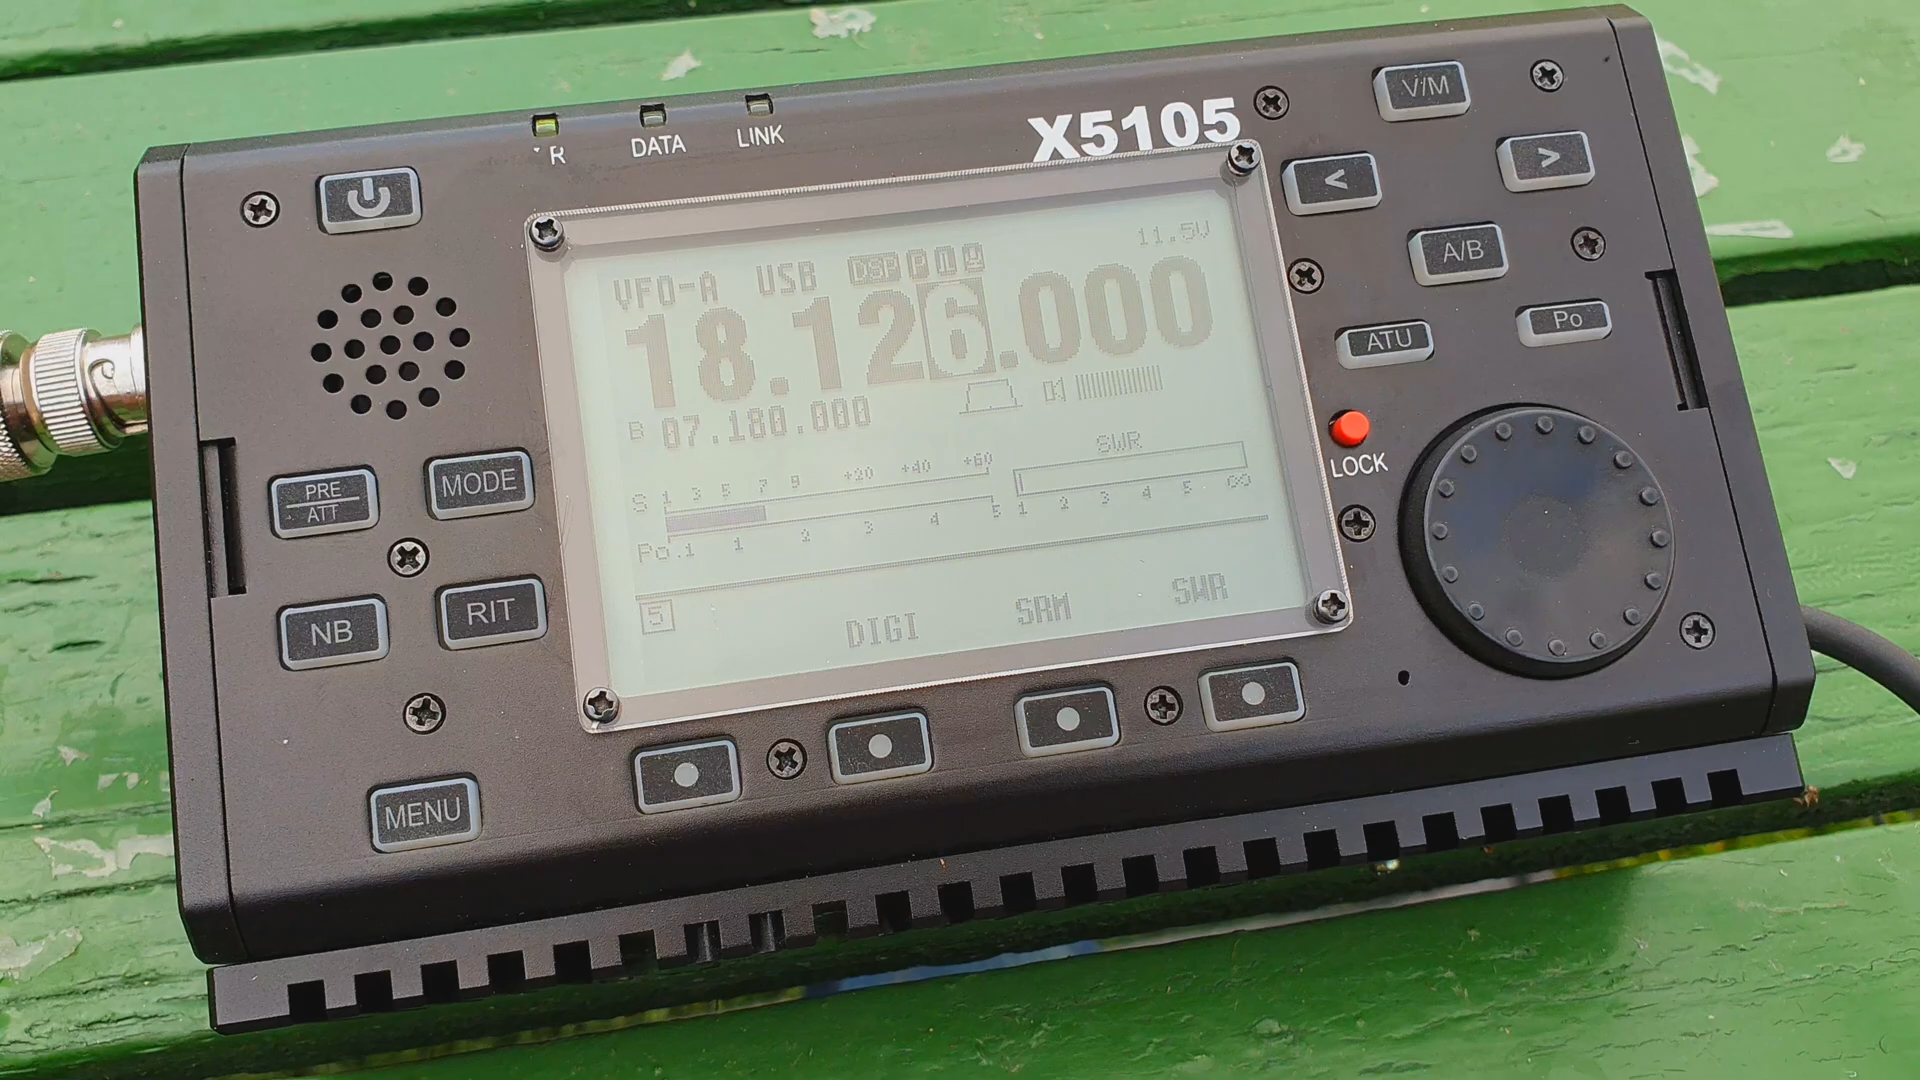 R DATA LINK
X5105
V/M
< >
A/B
ATU Po
LOCK
PRE
ATT
MODE
NB RIT
MENU
11.5V
VFO-A USB DSP P
18.126.000
B 07.180.000
SWR
S 1 3 5 7 9 +20 +40 +60
1 2 3 4 5 ∞
Po.1 1 2 3 4 5
5 DIGI SRM SWR